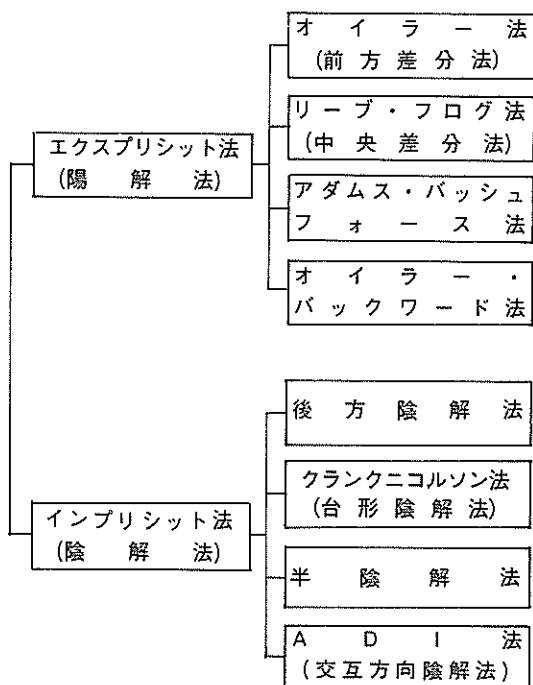 オイラー法
(前方差分法)
リーブ・フログ法
(中央差分法)
エクスプリシット法
(陽解法)
アダムス・バッシュ
フォース法
オイラー・
バックワード法
後方陰解法
クランクニコルソン法
(台形陰解法)
インプリシット法
(陰解法)
半陰解法
ADI法
(交互方向陰解法)